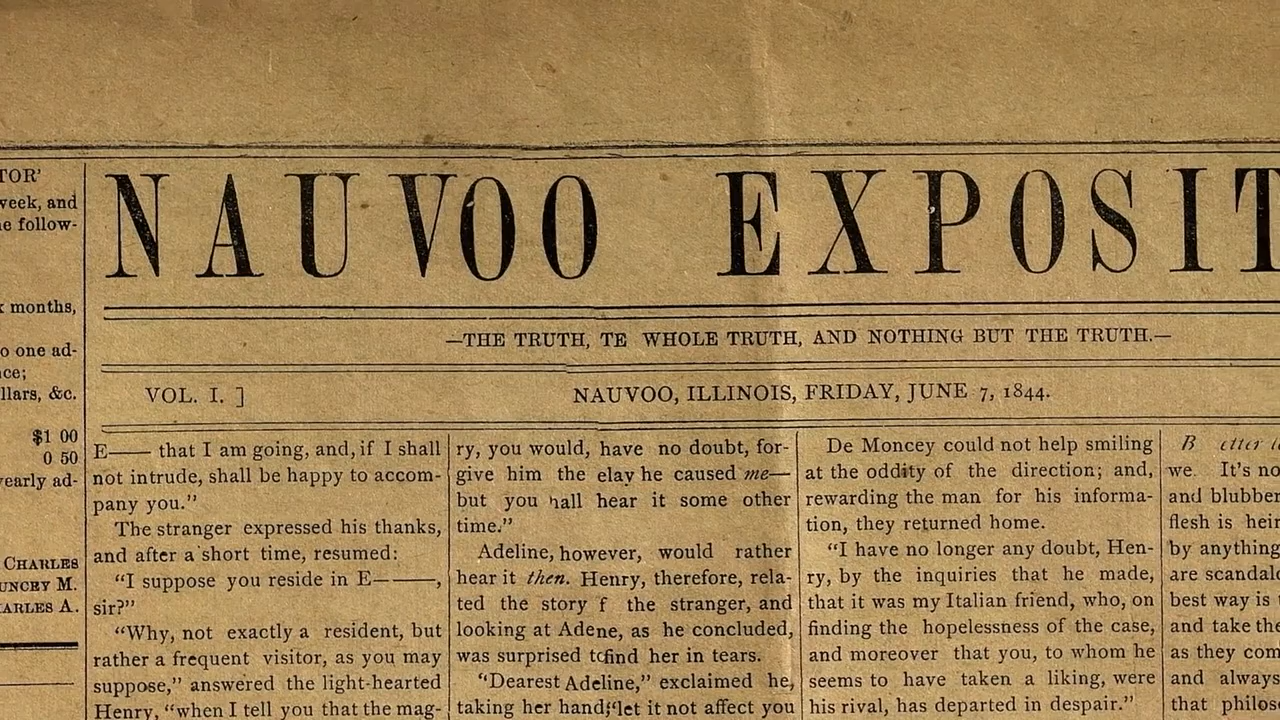 NAUVOO EXPOSIT
—THE TRUTH, TE WHOLE TRUTH, AND NOTHING BUT THE TRUTH.—
VOL. I. ]
NAUVOO, ILLINOIS, FRIDAY, JUNE 7, 1844.
TOR'
week, and
e follow-
months,
o one ad-
ce;
llars, &c.
$1 00
0 50
yearly ad-
CHARLES
UNCEY M.
ARLES A.
E—— that I am going, and, if I shall
not intrude, shall be happy to accom-
pany you."
The stranger expressed his thanks,
and after a short time, resumed:
"I suppose you reside in E———,
sir?"
"Why, not exactly a resident, but
rather a frequent visitor, as you may
suppose," answered the light-hearted
Henry, "when I tell you that the mag-
ry, you would, have no doubt, for-
give him the elay he caused me—
but you hall hear it some other
time."
Adeline, however, would rather
hear it then. Henry, therefore, rela-
ted the story f the stranger, and
looking at Adene, as he concluded,
was surprised to find her in tears.
"Dearest Adeline," exclaimed he,
taking her hand; "let it not affect you
De Moncey could not help smiling
at the oddity of the direction; and,
rewarding the man for his informa-
tion, they returned home.
"I have no longer any doubt, Hen-
ry, by the inquiries that he made,
that it was my Italian friend, who, on
finding the hopelessness of the case,
and moreover that you, to whom he
seems to have taken a liking, were
his rival, has departed in despair."
B etter
we. It's no
and blubber
flesh is heir
by anything
are scandal
best way is
and take the
as they com
and always
that philos